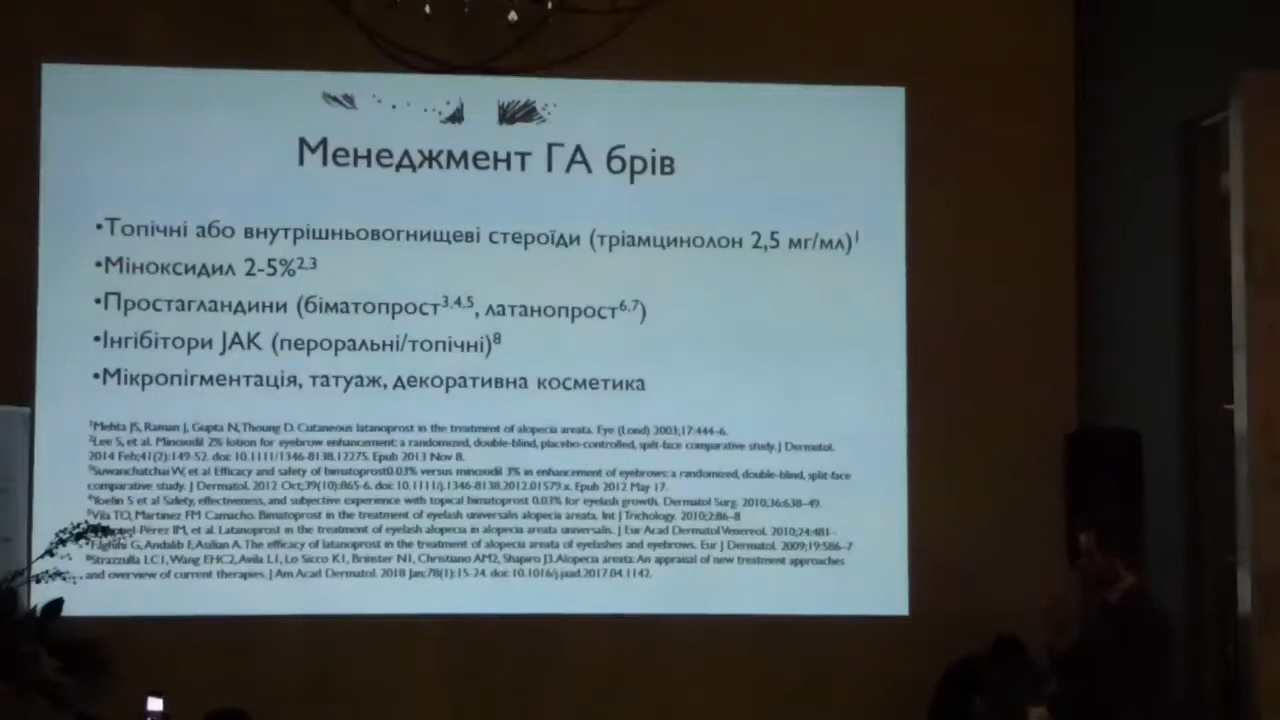 Менеджмент ГА брів
•Топічні або внутрішньовогнищеві стероїди (тріамцинолон 2,5 мг/мл)¹
•Міноксидил 2-5%²,³
•Простагландини (біматопрост³,⁴,⁵, латанопрост⁶,⁷)
•Інгібітори JAK (пероральні/топічні)⁸
•Мікропігментація, татуаж, декоративна косметика
¹Mehta JS, Raman J, Gupta N, Thoung D. Cutaneous latanoprost in the treatment of alopecia areata. Eye (Lond) 2003;17:444-6.
²Lee S, et al. Minoxidil 2% lotion for eyebrow enhancement: a randomized, double-blind, placebo-controlled, spilt-face comparative study. J Dermatol.
2014 Feb;41(2):149-52. doi: 10.1111/1346-8138.12275. Epub 2013 Nov 8.
³Suwanchatchai W, et al Efficacy and safety of bimatoprost0.03% versus minoxidil 3% in enhancement of eyebrows: a randomized, double-blind, split-face
comparative study. J Dermatol. 2012 Oct;39(10):865-6. doi: 10.1111/j.1346-8138.2012.01579.x. Epub 2012 May 17.
⁴Yoelin S et al Safety, effectiveness, and subjective experience with topical bimatoprost 0.03% for eyelash growth. Dermatol Surg. 2010;36:638-49.
⁵Vila TO, Martinez FM Camacho. Bimatoprost in the treatment of eyelash universalis alopecia areata. Int J Trichology. 2010;2:86-8
-Pérez IM, et al. Latanoprost in the treatment of eyelash alopecia in alopecia areata universalis. J Eur Acad Dermatol Venereol. 2010;24:481-
G, Andalib F, Asilian A. The efficacy of latanoprost in the treatment of alopecia areata of eyelashes and eyebrows. Eur J Dermatol. 2009;19:586-7
⁸Strazzulla LC1, Wang EHC2, Avila L1, Lo Sicco K1, Brinster N1, Christiano AM2, Shapiro J3. Alopecia areata: An appraisal of new treatment approaches
and overview of current therapies. J Am Acad Dermatol. 2018 Jan;78(1):15-24. doi: 10.1016/j.jaad.2017.04.1142.